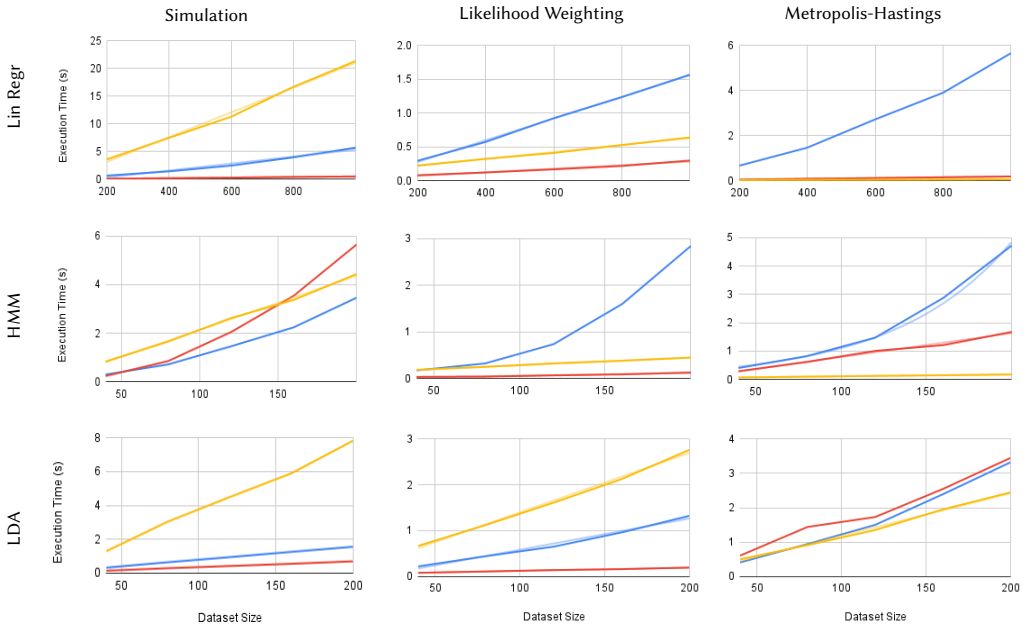 Simulation
Likelihood Weighting
Metropolis-Hastings
Lin Regr
Execution Time (s)
25
20
15
10
5
0
200 400 600 800
2.0
1.5
1.0
0.5
0.0
200 400 600 800
6
4
2
0
200 400 600 800
HMM
Execution Time (s)
6
4
2
0
50 100 150
3
2
1
0
50 100 150
5
4
3
2
1
0
50 100 150
LDA
Execution Time (s)
8
6
4
2
0
50 100 150 200
Dataset Size
3
2
1
0
50 100 150 200
Dataset Size
4
3
2
1
0
50 100 150 200
Dataset Size